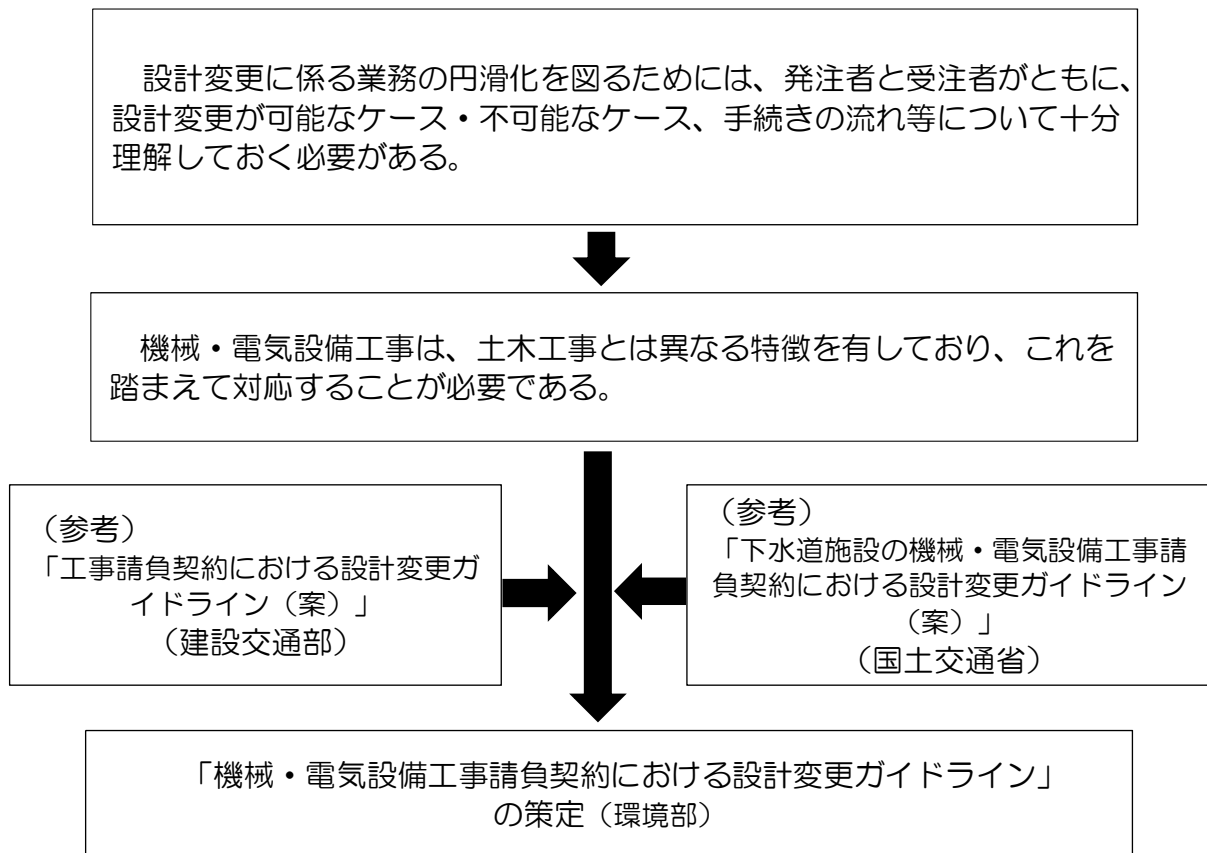 設計変更に係る業務の円滑化を図るためには、発注者と受注者がともに、
設計変更が可能なケース・不可能なケース、手続きの流れ等について十分
理解しておく必要がある。
機械・電気設備工事は、土木工事とは異なる特徴を有しており、これを
踏まえて対応することが必要である。
（参考）
「工事請負契約における設計変更ガ
イドライン（案）」
（建設交通部）
（参考）
「下水道施設の機械・電気設備工事請
負契約における設計変更ガイドライン
（案）」
（国土交通省）
「機械・電気設備工事請負契約における設計変更ガイドライン」
の策定（環境部）